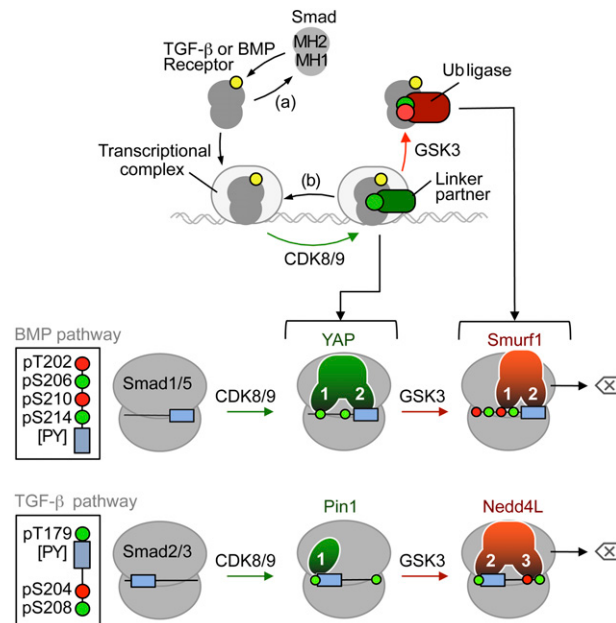 Smad
MH2
MH1
TGF-β or BMP
Receptor
(a)
Ub ligase
GSK3
Transcriptional
complex
(b)
Linker
partner
CDK8/9
BMP pathway
YAP
Smurf1
pT202
pS206
pS210
pS214
[PY]
Smad1/5
CDK8/9
1 2
GSK3
1 2
TGF-β pathway
Pin1
Nedd4L
pT179
[PY]
pS204
pS208
Smad2/3
CDK8/9
1
GSK3
2 3